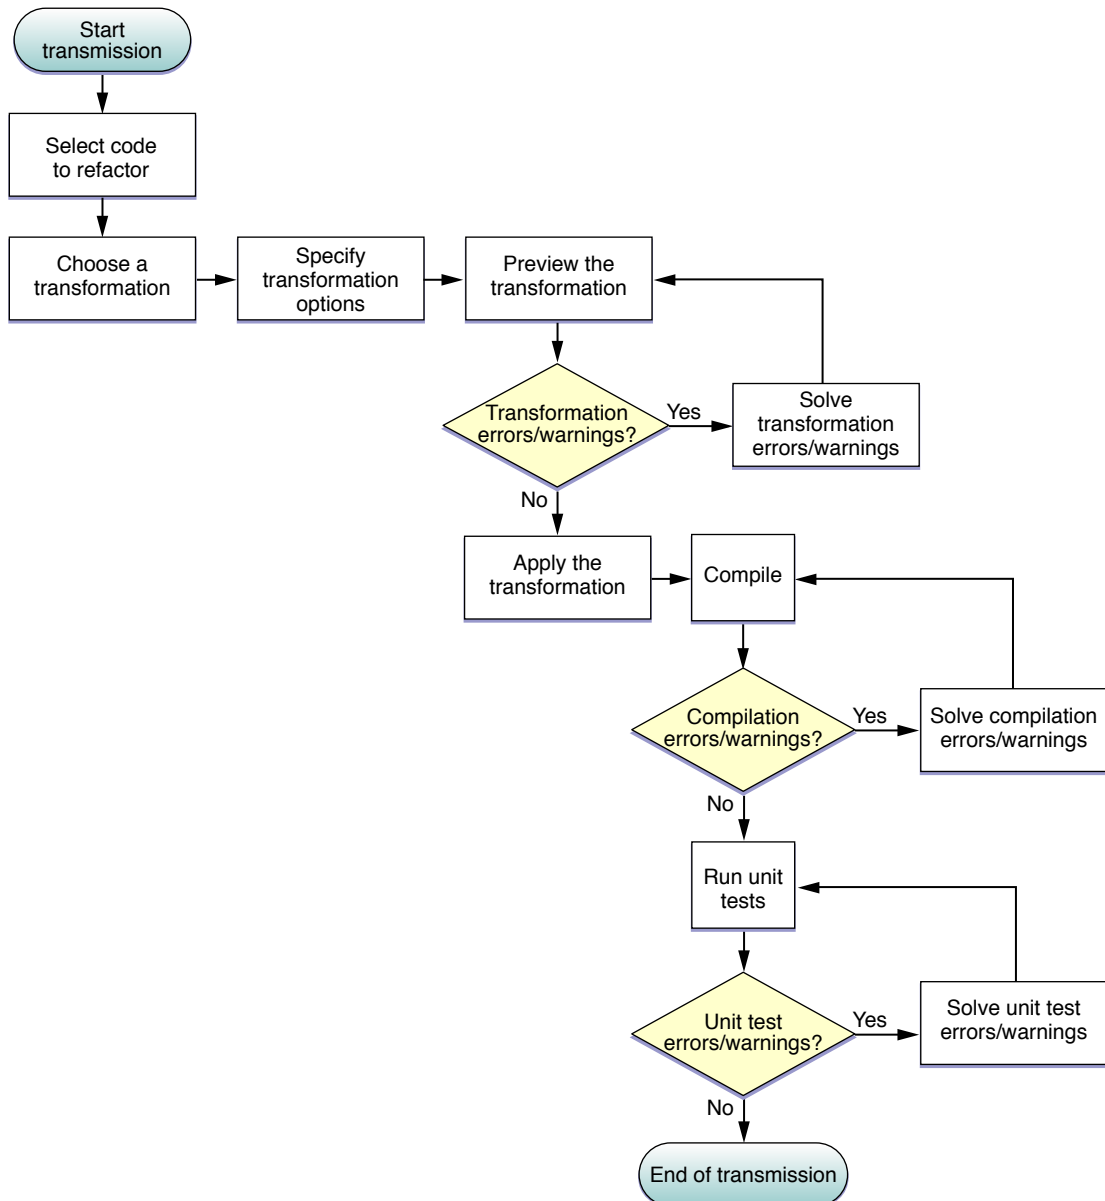 Start
transmission
Select code
to refactor
Choose a
transformation
Specify
transformation
options
Preview the
transformation
Transformation
errors/warnings?
Yes
Solve
transformation
errors/warnings
No
Apply the
transformation
Compile
Compilation
errors/warnings?
Yes
Solve compilation
errors/warnings
No
Run unit
tests
Unit test
errors/warnings?
Yes
Solve unit test
errors/warnings
No
End of transmission